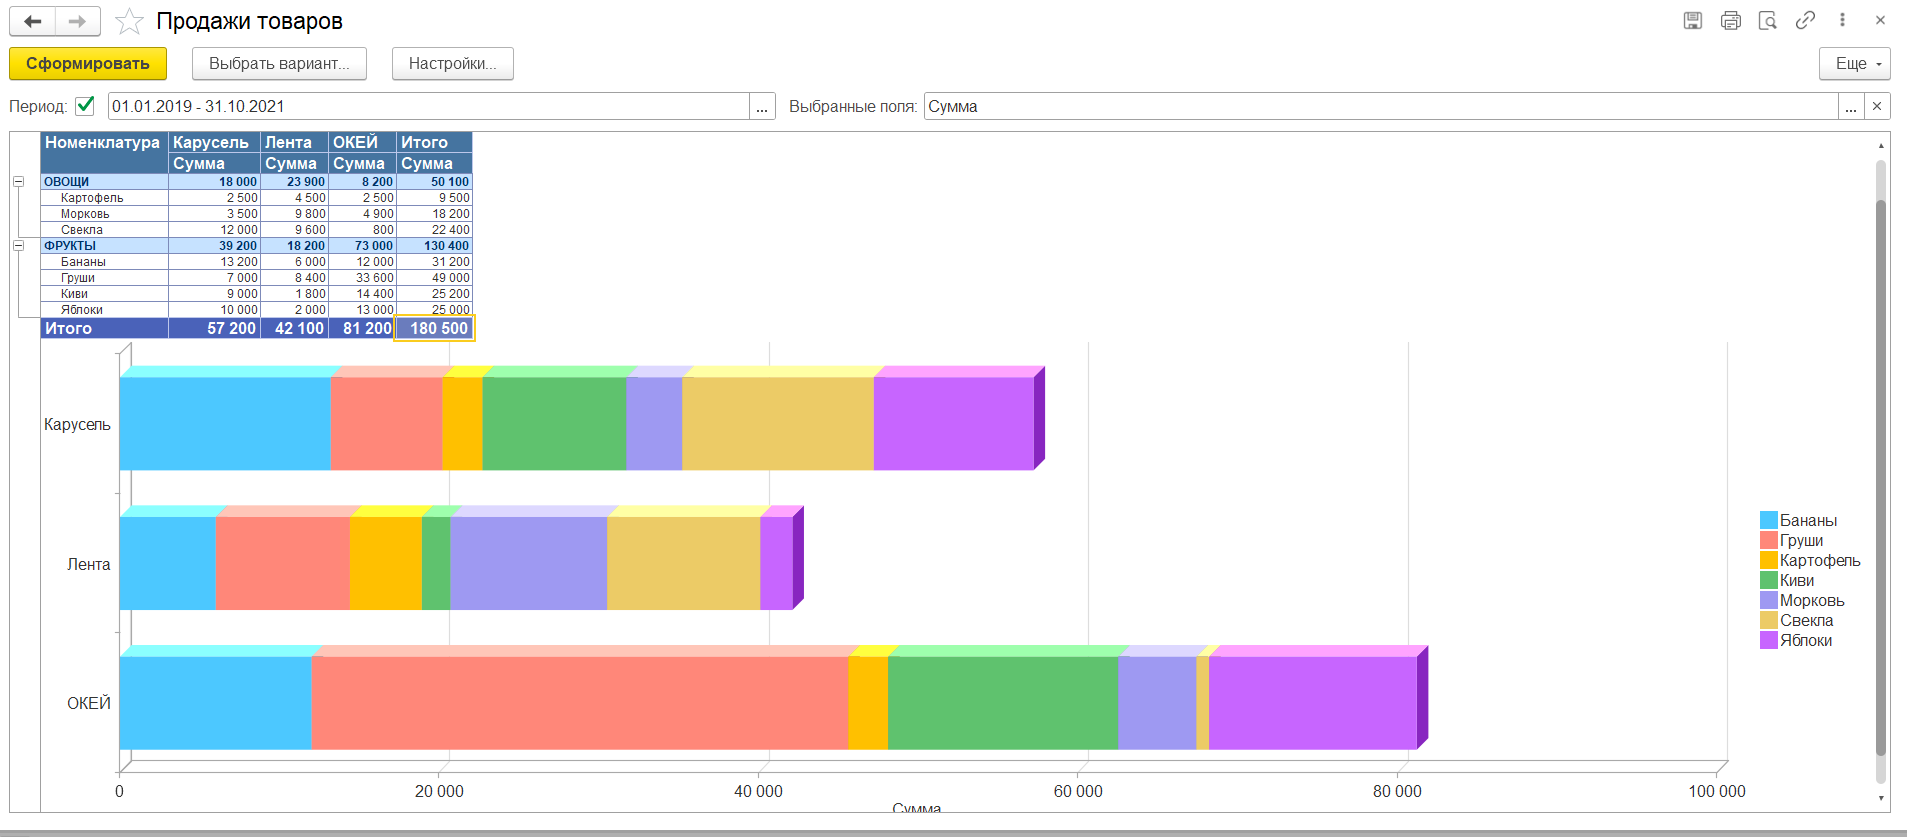 Продажи товаров
Сформировать Выбрать вариант... Настройки... Еще
Период: 01.01.2019 - 31.10.2021 ... Выбранные поля: Сумма ... ×
Номенклатура Карусель Лента ОКЕЙ Итого
Сумма Сумма Сумма Сумма
ОВОЩИ 18 000 23 900 8 200 50 100
Картофель 2 500 4 500 2 500 9 500
Морковь 3 500 9 800 4 900 18 200
Свекла 12 000 9 600 800 22 400
ФРУКТЫ 39 200 18 200 73 000 130 400
Бананы 13 200 6 000 12 000 31 200
Груши 7 000 8 400 33 600 49 000
Киви 9 000 1 800 14 400 25 200
Яблоки 10 000 2 000 13 000 25 000
Итого 57 200 42 100 81 200 180 500
Карусель
Лента
ОКЕЙ
0 20 000 40 000 60 000 80 000 100 000
Сумма
Бананы
Груши
Картофель
Киви
Морковь
Свекла
Яблоки